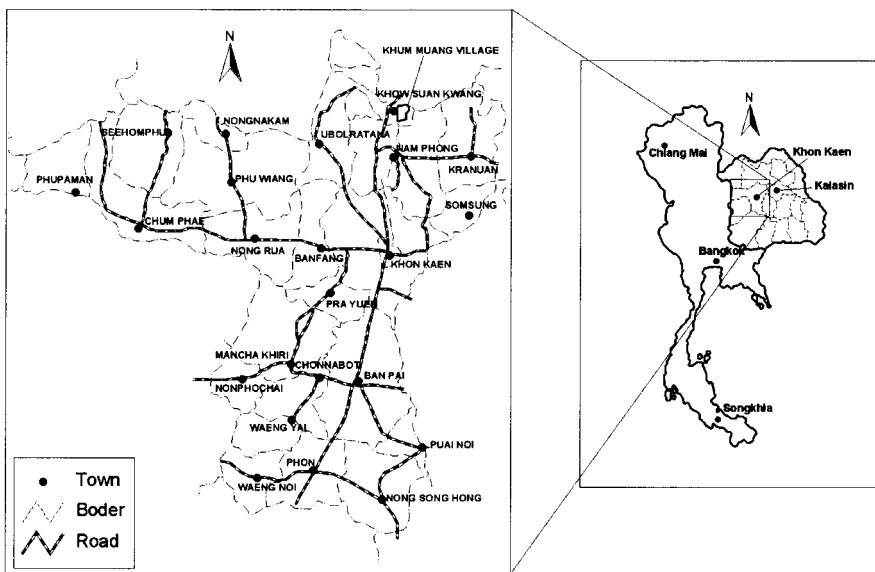 N
KHUM MUANG VILLAGE
KHOW SUAN KWANG
SEEHOMPHU
NONGNAKAM
UBOLRATANA
NAM PHONG
KRANUAN
PHUPAMAN
PHU WIANG
SOMSUNG
CHUM PHAE
NONG RUA
BANFANG
KHON KAEN
PRA YUEN
MANCHA KHIRI
CHONNABOT
NONPHOCHAI
BAN PAI
WAENG YAI
PUAI NOI
PHON
WAENG NOI
NONG SONG HONG
Town
Boder
Road
N
Chiang Mai
Khon Kaen
Kalasin
Bangkok
Songkhla